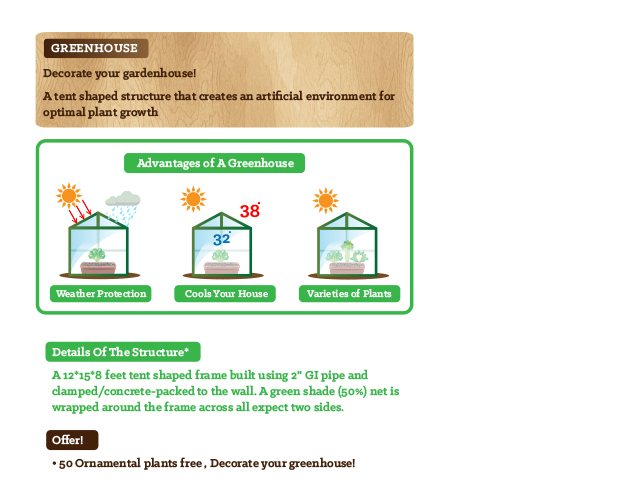 GREENHOUSE
Decorate your gardenhouse!
A tent shaped structure that creates an artificial environment for
optimal plant growth
Advantages of A Greenhouse
38°
32°
Weather Protection
Cools Your House
Varieties of Plants
Details Of The Structure*
A 12*15*8 feet tent shaped frame built using 2" GI pipe and
clamped/concrete-packed to the wall. A green shade (50%) net is
wrapped around the frame across all expect two sides.
Offer!
• 50 Ornamental plants free , Decorate your greenhouse!